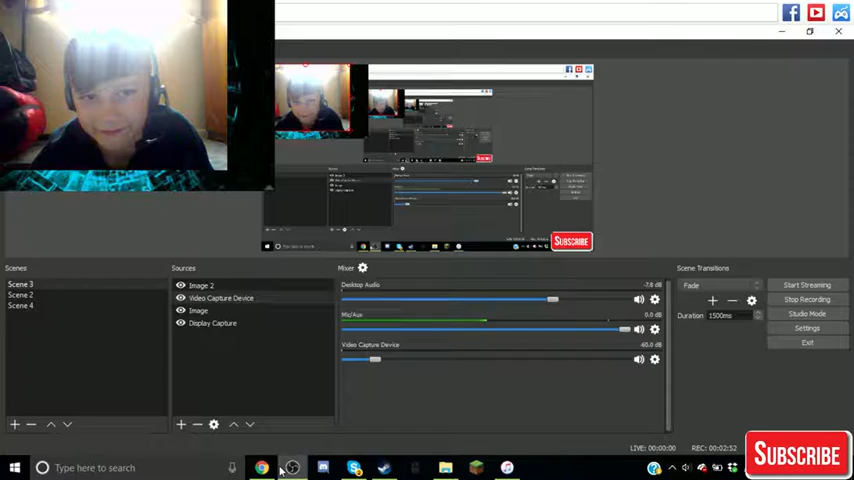 SUBSCRIBE
Scenes
Scene 3
Scene 2
Scene 4
Sources
Image 2
Video Capture Device
Image
Display Capture
Mixer
Desktop Audio
-7.8 dB
Mic/Aux
0.0 dB
Video Capture Device
-60.0 dB
Scene Transitions
Fade
Duration 1500ms
Start Streaming
Stop Recording
Studio Mode
Settings
Exit
LIVE: 00:00:00
REC: 00:02:52
Type here to search
SUBSCRIBE